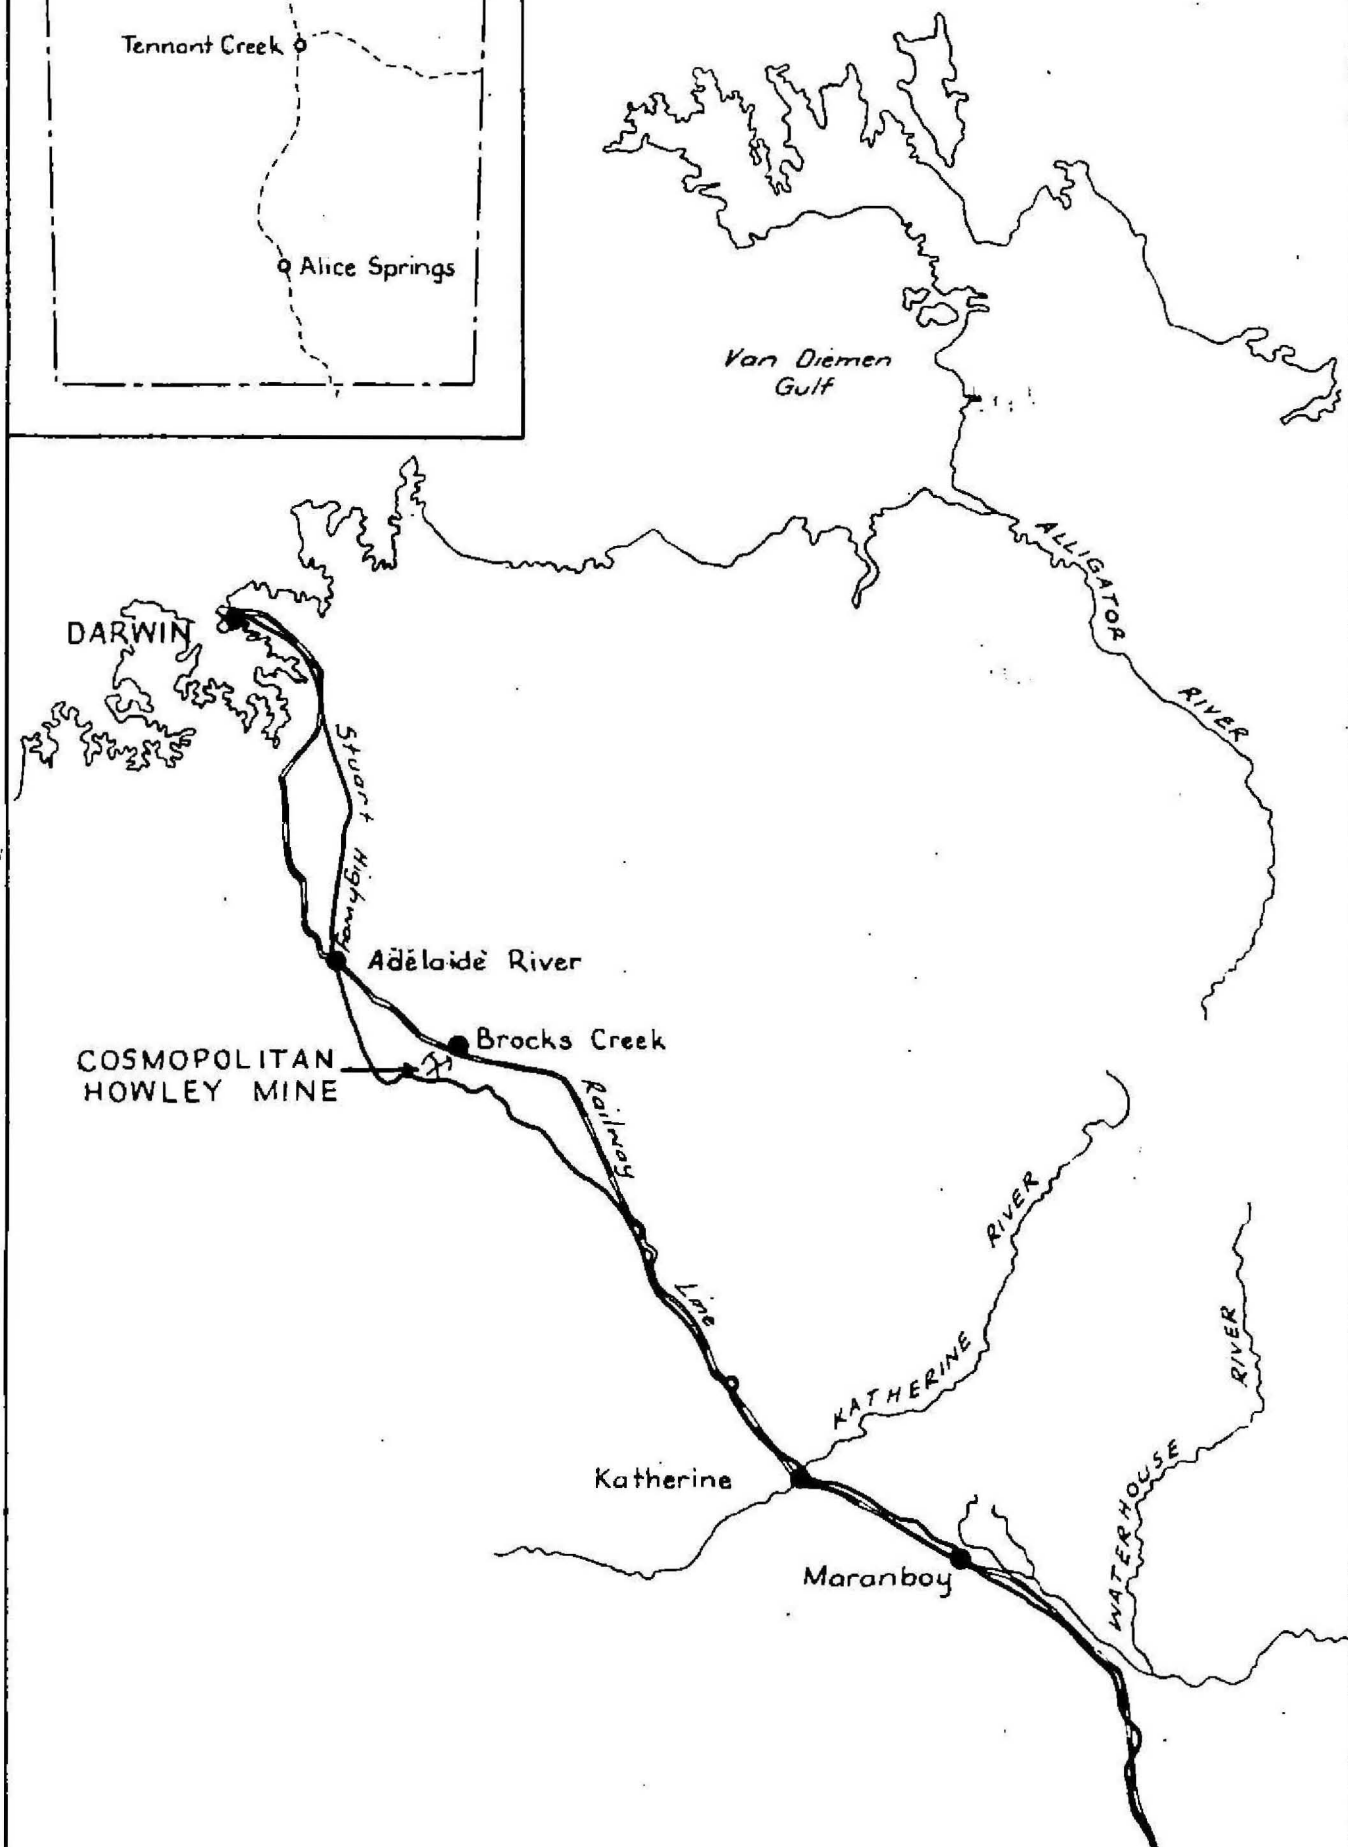 Tennant Creek
Alice Springs
Van Diemen
Gulf
ALLIGATOR
RIVER
DARWIN
Stuart
Highway
Adelaide River
Brocks Creek
COSMOPOLITAN
HOWLEY MINE
Railway
Line
RIVER
KATHERINE
RIVER
WATERHOUSE
Katherine
Maranboy